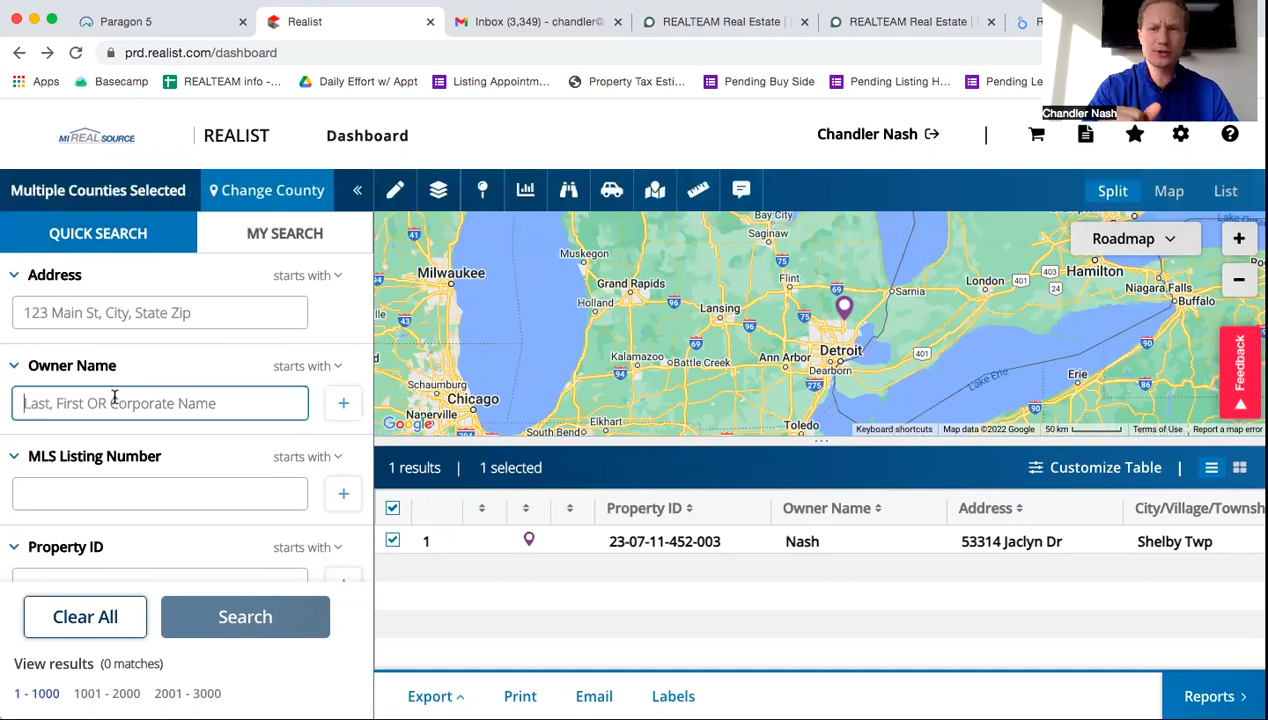 Paragon 5
Realist
Inbox (3,349) - chandler@
REALTEAM Real Estate |
REALTEAM Real Estate |
prd.realist.com/dashboard
Apps
Basecamp
REALTEAM info -...
Daily Effort w/ Appt
Listing Appointm...
Property Tax Esti...
Pending Buy Side
Pending Listing H...
Pending Le
Chandler Nash
MI REAL SOURCE
REALIST
Dashboard
Chandler Nash
Multiple Counties Selected
Change County
Split
Map
List
QUICK SEARCH
MY SEARCH
Address
starts with
123 Main St, City, State Zip
Owner Name
starts with
Last, First OR Corporate Name
MLS Listing Number
starts with
Property ID
starts with
Clear All
Search
View results (0 matches)
1 - 1000
1001 - 2000
2001 - 3000
Roadmap
Feedback
Bay City
Saginaw
Milwaukee
Muskegon
Flint
Grand Rapids
Holland
Lansing
Sarnia
London
Hamilton
Niagara Falls
Buffalo
Kalamazoo
Battle Creek
Ann Arbor
Detroit
Dearborn
Schaumburg
Chicago
Naperville
Elkhart
South Bend
Toledo
Lake Erie
Erie
Google
Keyboard shortcuts
Map data ©2022 Google
50 km
Terms of Use
Report a map error
1 results
1 selected
Customize Table
Property ID
Owner Name
Address
City/Village/Townsh
1
23-07-11-452-003
Nash
53314 Jaclyn Dr
Shelby Twp
Export
Print
Email
Labels
Reports